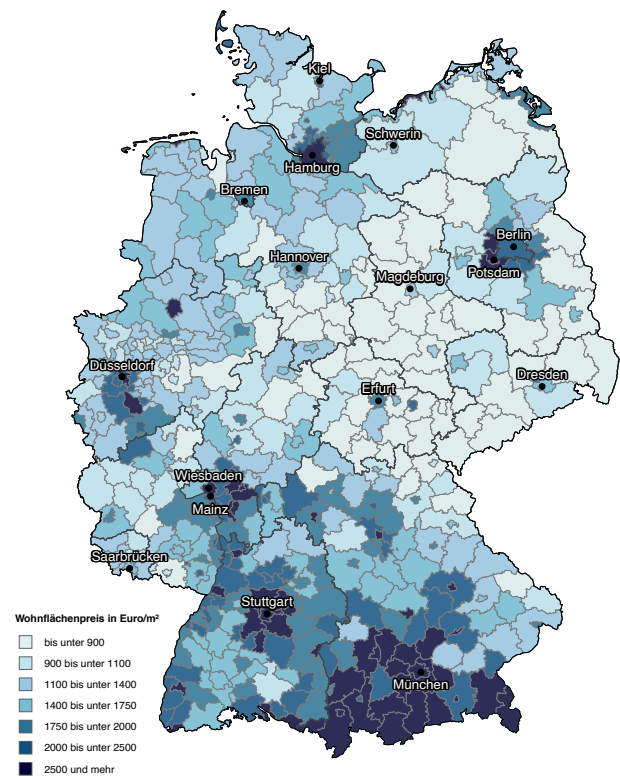 Kiel
Schwerin
Hamburg
Bremen
Berlin
Hannover
Potsdam
Magdeburg
Düsseldorf
Dresden
Erfurt
Wiesbaden
Mainz
Saarbrücken
Stuttgart
München
Wohnflächenpreis in Euro/m²
bis unter 900
900 bis unter 1100
1100 bis unter 1400
1400 bis unter 1750
1750 bis unter 2000
2000 bis unter 2500
2500 und mehr